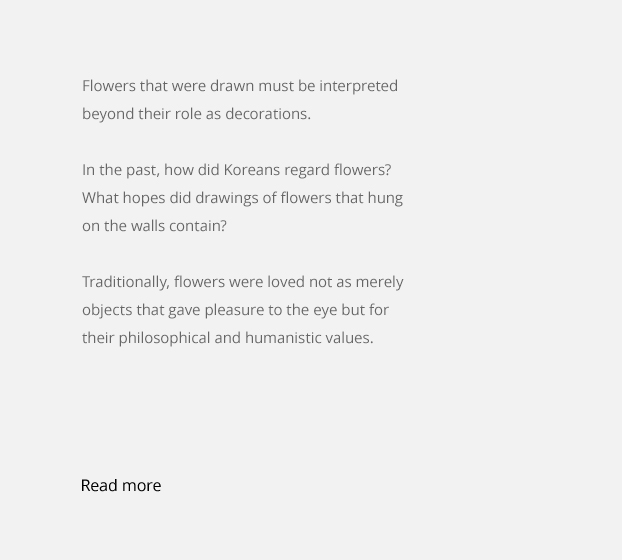 Flowers that were drawn must be interpreted
beyond their role as decorations.
In the past, how did Koreans regard flowers?
What hopes did drawings of flowers that hung
on the walls contain?
Traditionally, flowers were loved not as merely
objects that gave pleasure to the eye but for
their philosophical and humanistic values.
Read more